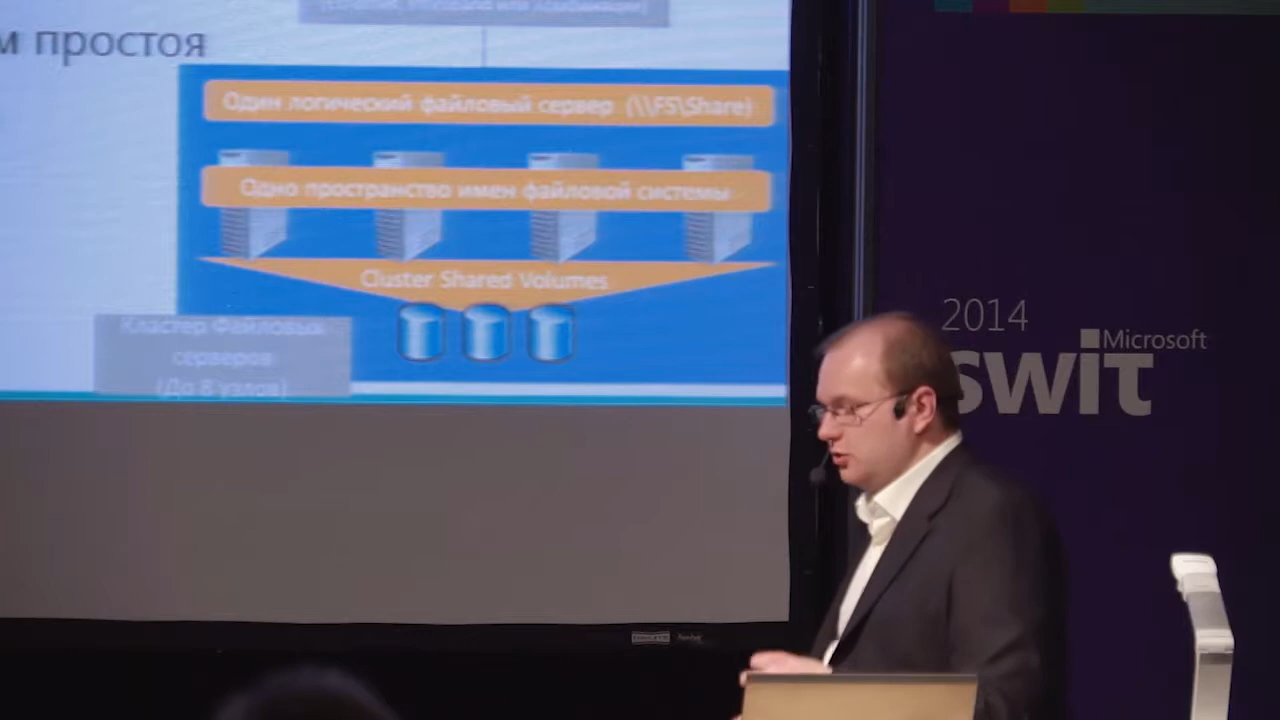 м простоя
Один логический файловый сервер (\\FS\Share)
Одно пространство имен файловой системы
Cluster Shared Volumes
Кластер Файловых
серверов
(До 8 узлов)
2014
Microsoft
swit